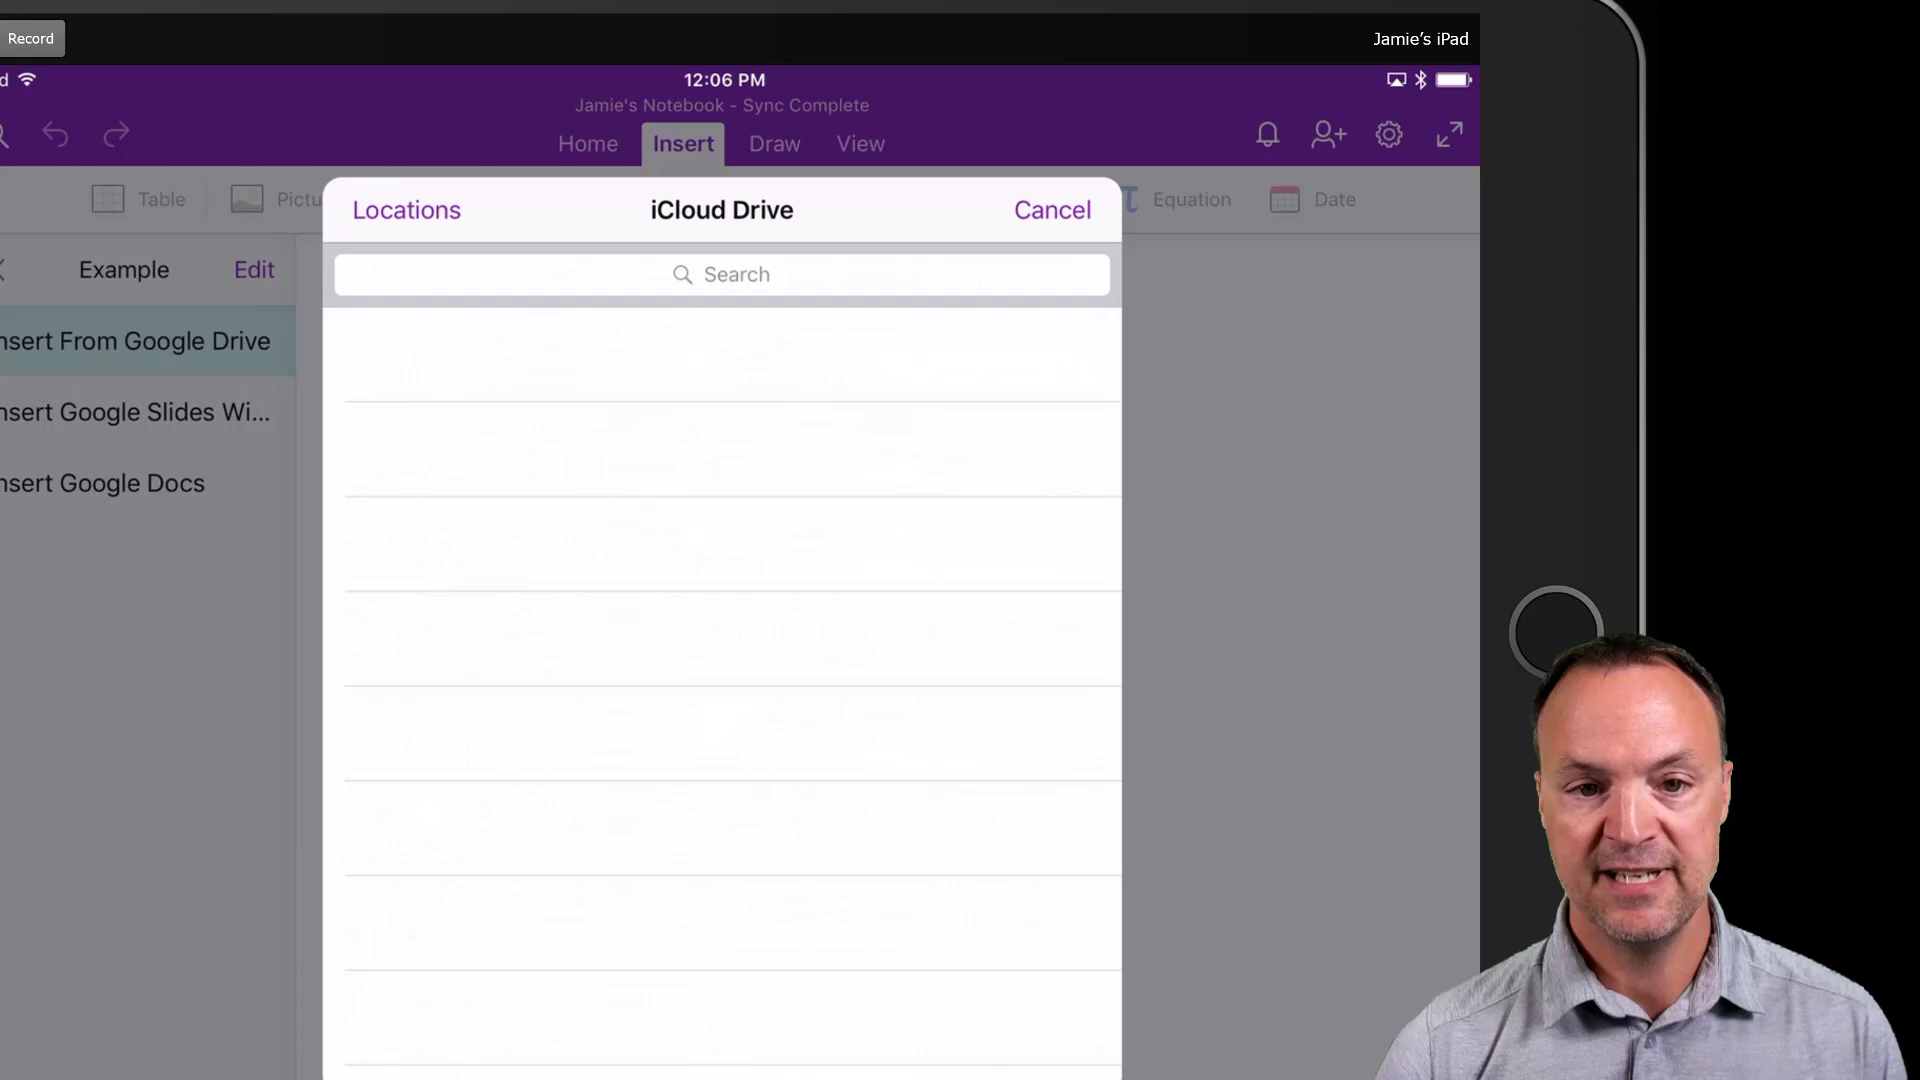 Record
Jamie’s iPad
d
12:06 PM
Jamie's Notebook - Sync Complete
Home Insert Draw View
Table Pictu Equation Date
Locations iCloud Drive Cancel
Search
Example Edit
nsert From Google Drive
nsert Google Slides Wi...
nsert Google Docs